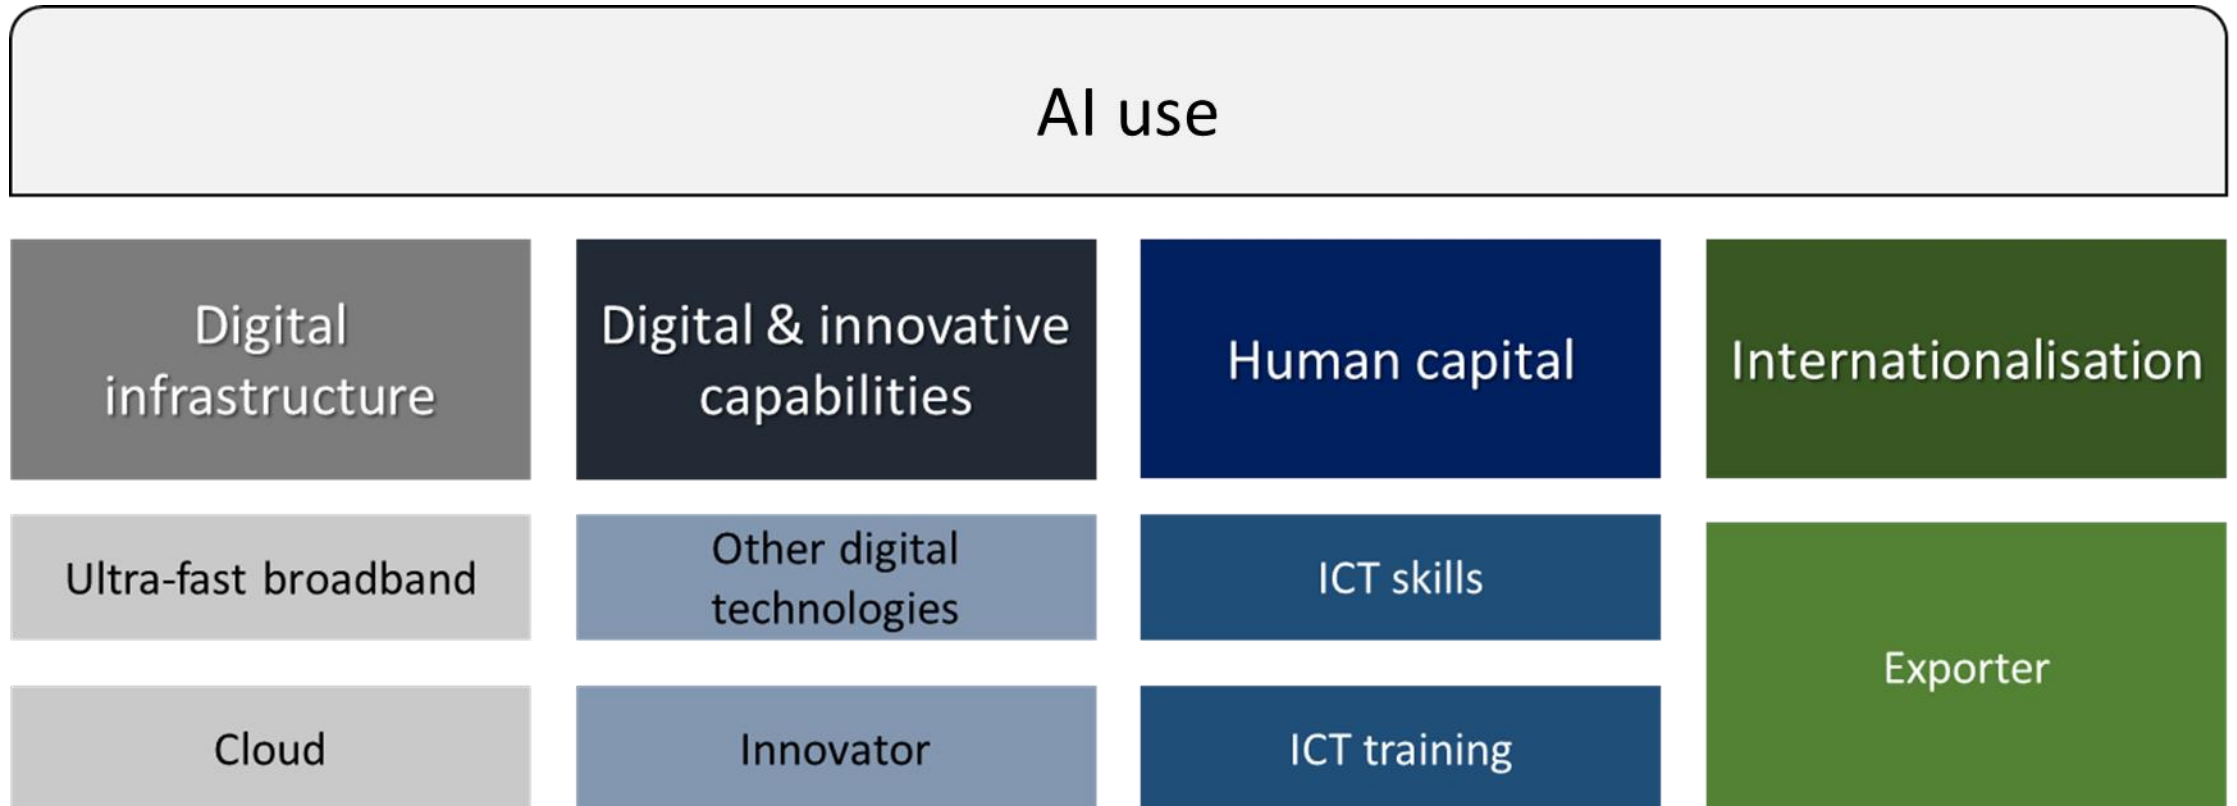 AI use
Digital
infrastructure
Digital & innovative
capabilities
Human capital
Internationalisation
Ultra-fast broadband
Other digital
technologies
ICT skills
Exporter
Cloud
Innovator
ICT training